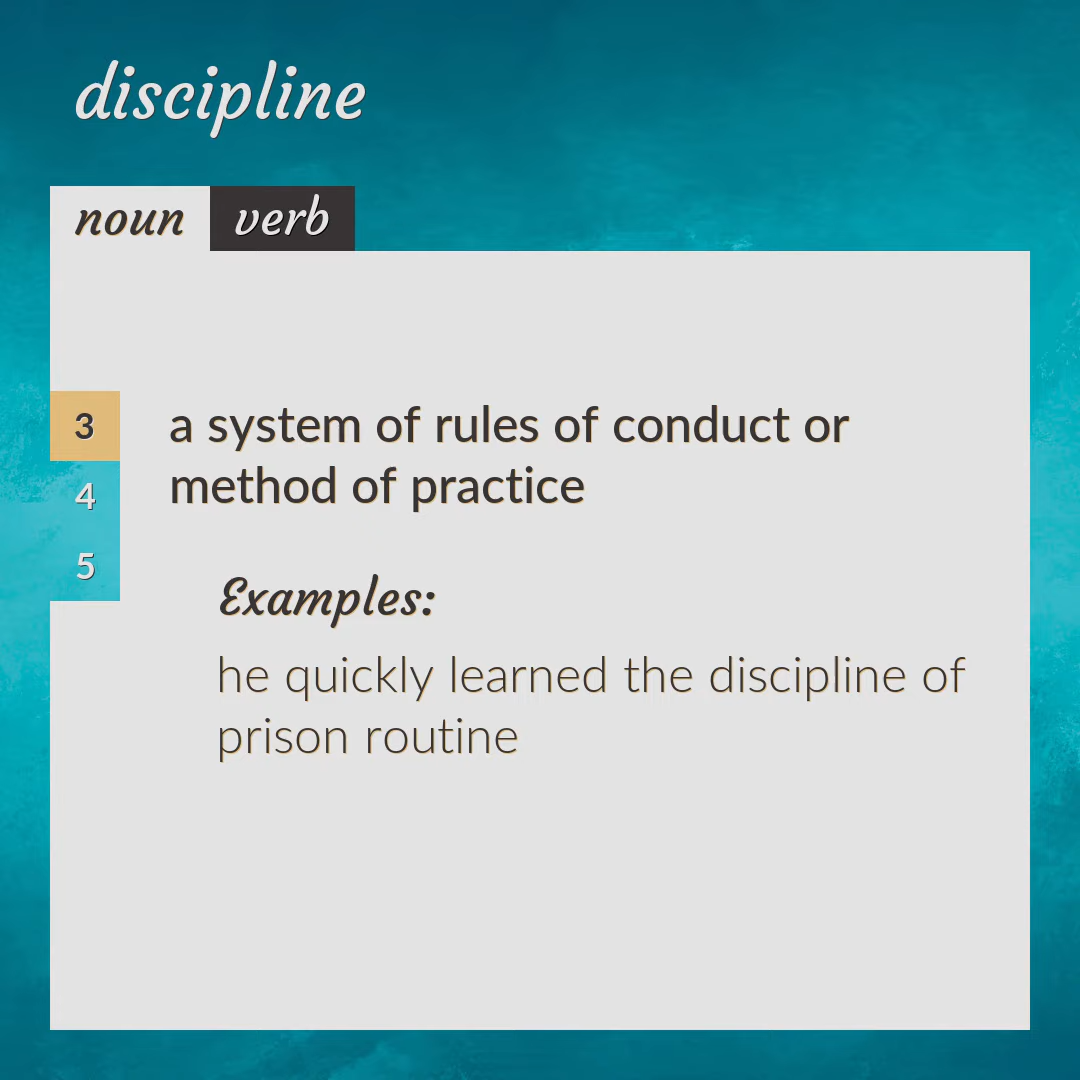 discipline
noun verb
3
a system of rules of conduct or
method of practice
4
5
Examples:
he quickly learned the discipline of
prison routine